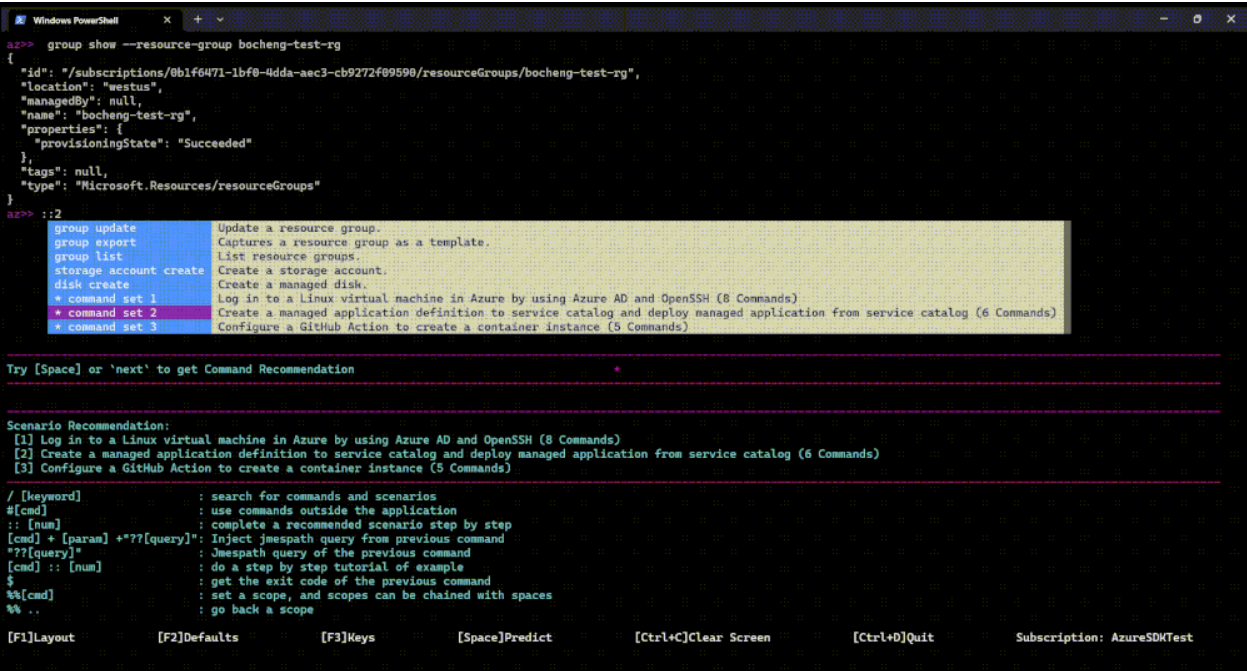 Windows PowerShell
az>> group show --resource-group bocheng-test-rg
{
"id": "/subscriptions/0b1f6471-1bf0-4dda-aec3-cb9272f09590/resourceGroups/bocheng-test-rg",
"location": "westus",
"managedBy": null,
"name": "bocheng-test-rg",
"properties": {
"provisioningState": "Succeeded"
},
"tags": null,
"type": "Microsoft.Resources/resourceGroups"
}
az>> ::2
group update Update a resource group.
group export Captures a resource group as a template.
group list List resource groups.
storage account create Create a storage account.
disk create Create a managed disk.
* command set 1 Log in to a Linux virtual machine in Azure by using Azure AD and OpenSSH (8 Commands)
* command set 2 Create a managed application definition to service catalog and deploy managed application from service catalog (6 Commands)
* command set 3 Configure a GitHub Action to create a container instance (5 Commands)
Try [Space] or `next` to get Command Recommendation *
Scenario Recommendation:
[1] Log in to a Linux virtual machine in Azure by using Azure AD and OpenSSH (8 Commands)
[2] Create a managed application definition to service catalog and deploy managed application from service catalog (6 Commands)
[3] Configure a GitHub Action to create a container instance (5 Commands)
/ [keyword] : search for commands and scenarios
#[cmd] : use commands outside the application
:: [num] : complete a recommended scenario step by step
[cmd] + [param] +"??[query]": Inject jmespath query from previous command
"??[query]" : Jmespath query of the previous command
[cmd] :: [num] : do a step by step tutorial of example
$ : get the exit code of the previous command
%%[cmd] : set a scope, and scopes can be chained with spaces
%% .. : go back a scope
[F1]Layout [F2]Defaults [F3]Keys [Space]Predict [Ctrl+C]Clear Screen [Ctrl+D]Quit Subscription: AzureSDKTest